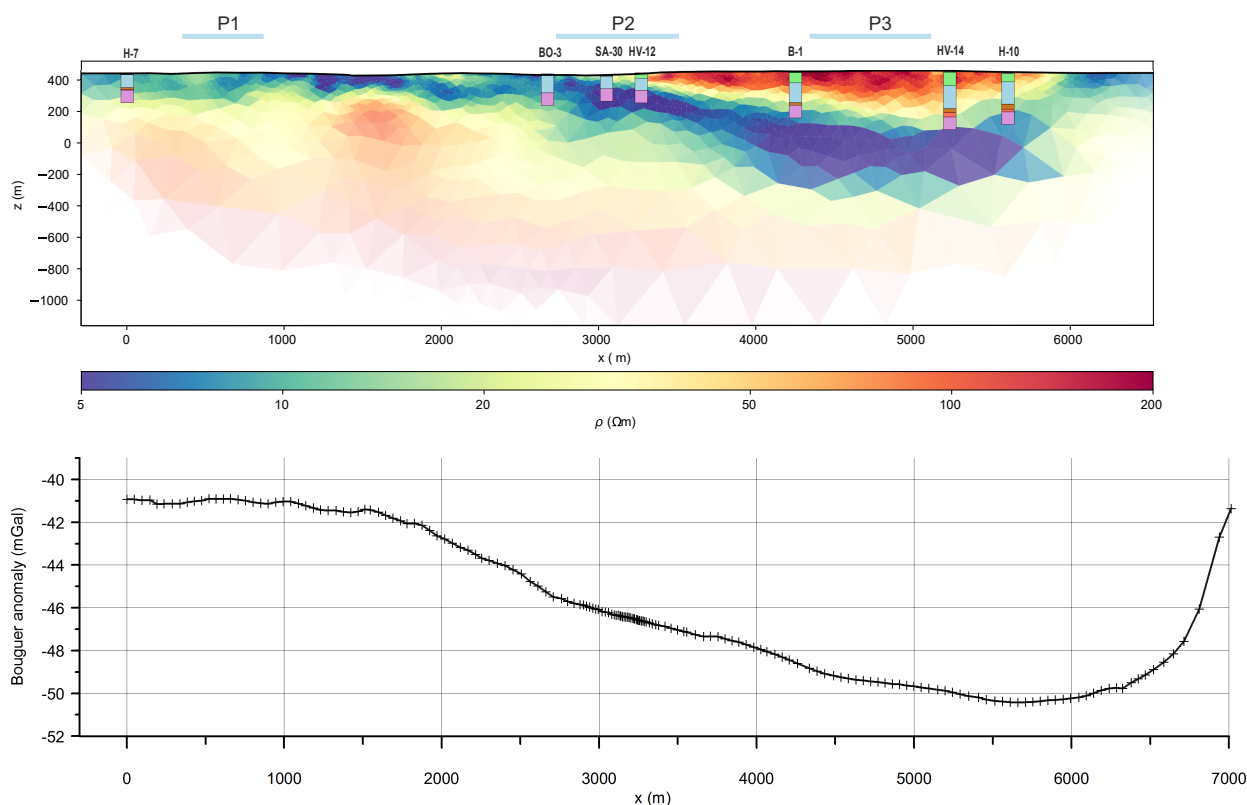 P1 P2 P3
H-7 BO-3 SA-30 HV-12 B-1 HV-14 H-10
400
200
0
−200
−400
−600
−800
−1000
z (m)
0 1000 2000 3000 4000 5000 6000
x ( m)
5 10 20 50 100 200
ρ (Ωm)
-40
-42
-44
-46
-48
-50
-52
Bouguer anomaly (mGal)
0 1000 2000 3000 4000 5000 6000 7000
x (m)